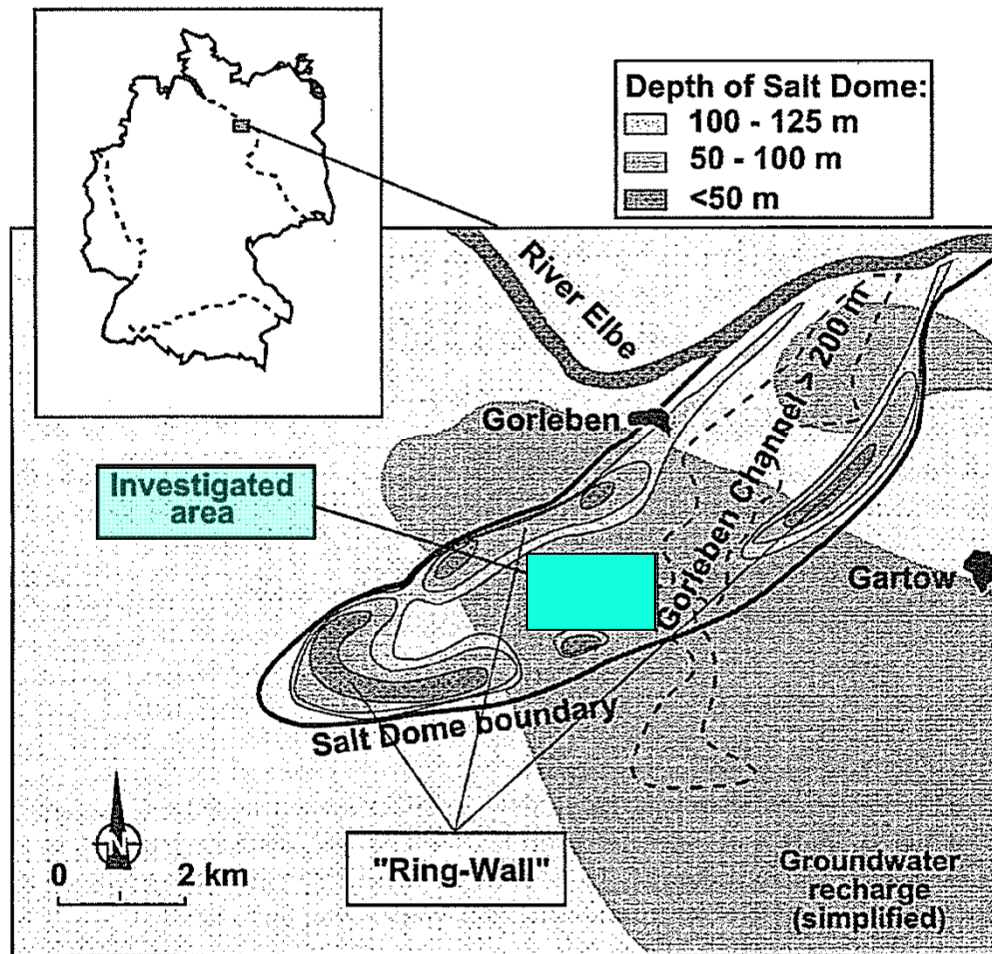 Depth of Salt Dome:
100 - 125 m
50 - 100 m
<50 m
River Elbe
Gorleben
Gorleben Channel > 200 m
Investigated
area
Gartow
Salt Dome boundary
"Ring-Wall"
N
0 2 km
Groundwater
recharge
(simplified)